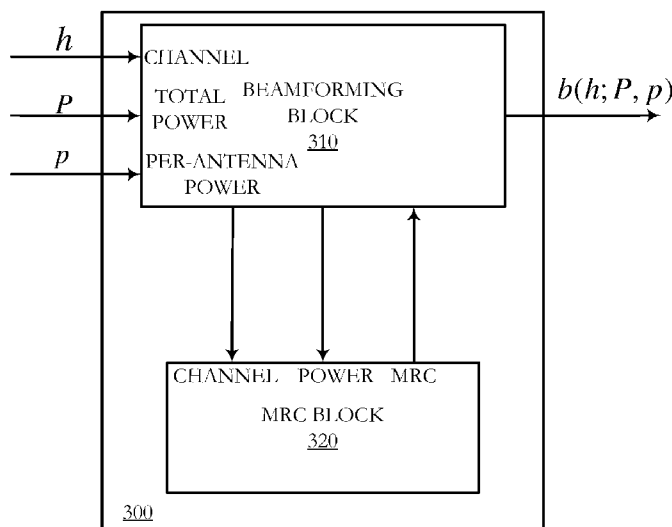 h
CHANNEL
P
TOTAL
POWER
BEAMFORMING
BLOCK
310
b(h; P, p)
p
PER-ANTENNA
POWER
CHANNEL POWER MRC
MRC BLOCK
320
300